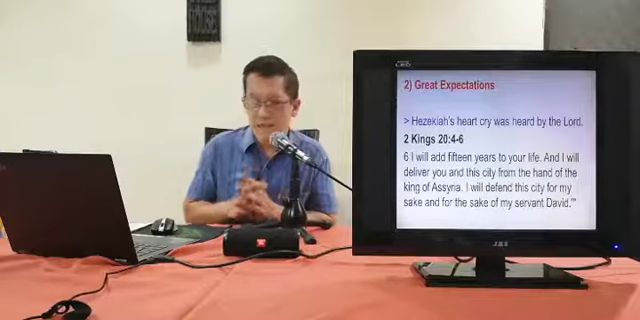 2) Great Expectations
> Hezekiah's heart cry was heard by the Lord.
2 Kings 20:4-6
6 I will add fifteen years to your life. And I will
deliver you and this city from the hand of the
king of Assyria. I will defend this city for my
sake and for the sake of my servant David.'"
JBL